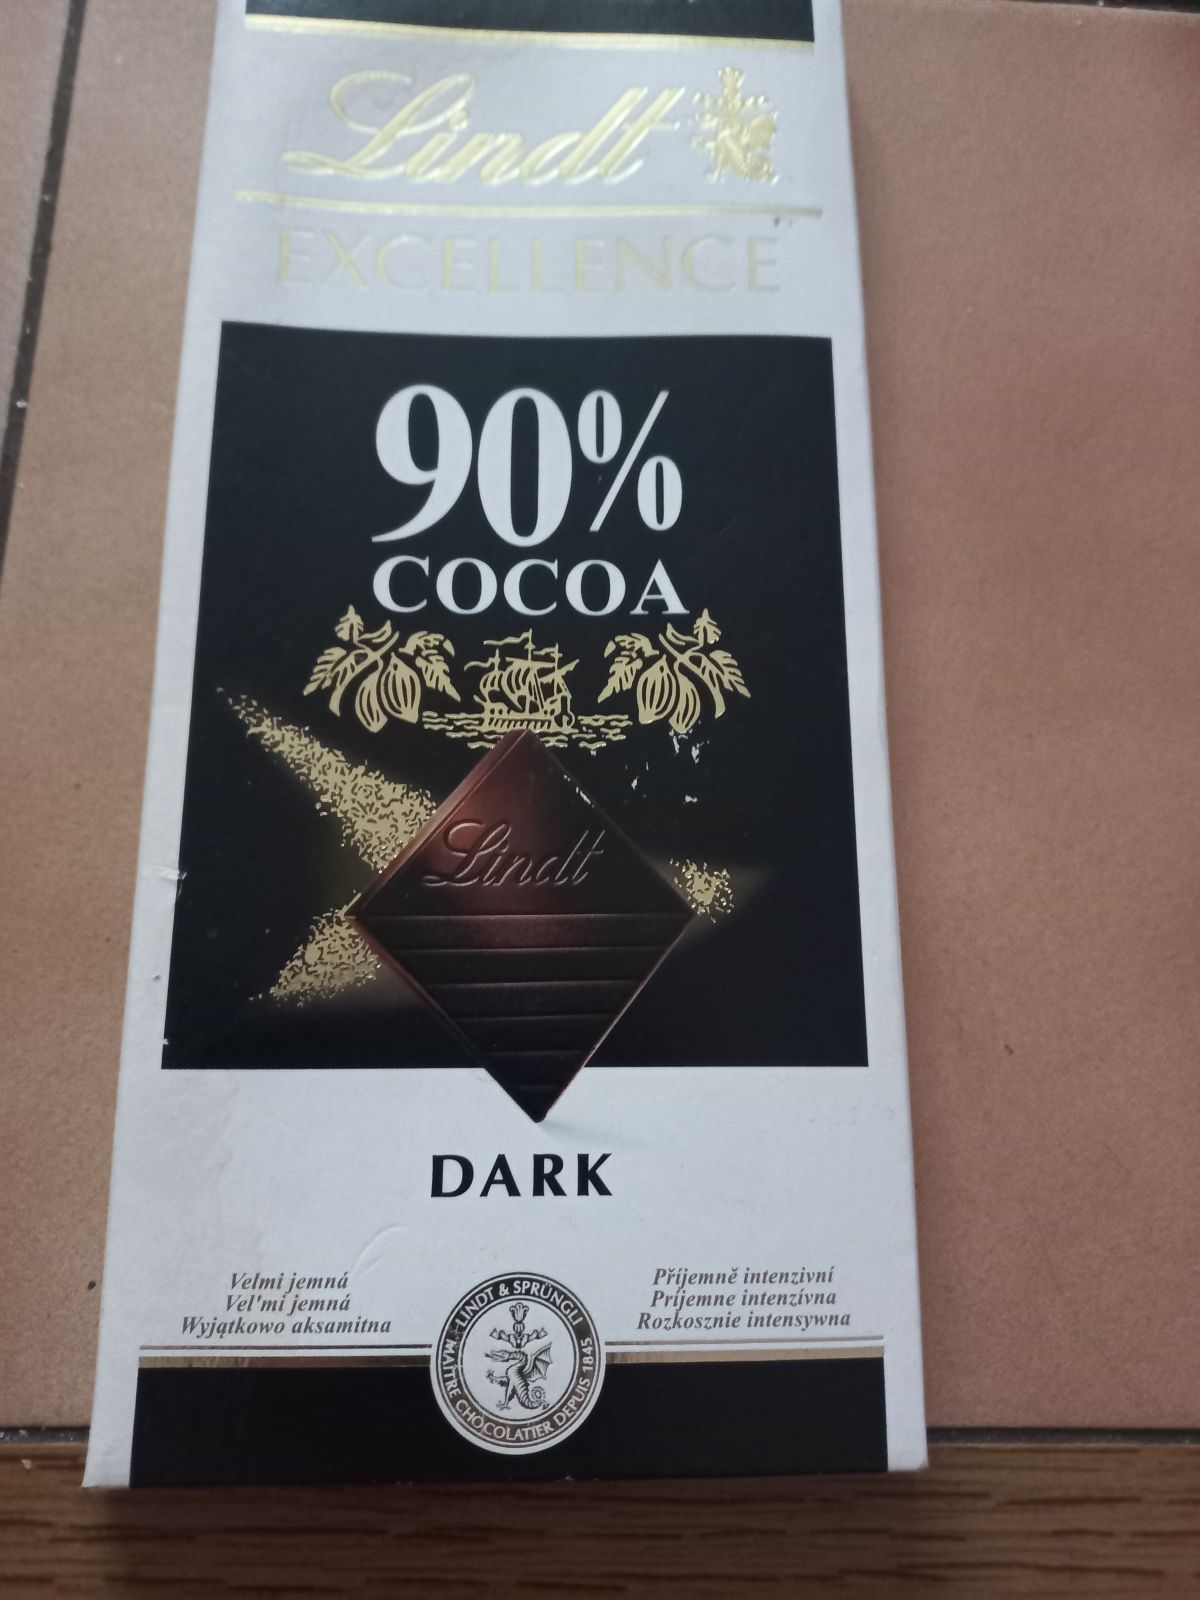 Lindt
EXCELLENCE
90%
COCOA
Lindt
DARK
Velmi jemná
Vel'mi jemná
Wyjątkowo aksamitna
Příjemně intenzivní
Príjemne intenzívna
Rozkosznie intensywna
LINDT & SPRÜNGLI
MAÎTRE CHOCOLATIER DEPUIS 1845